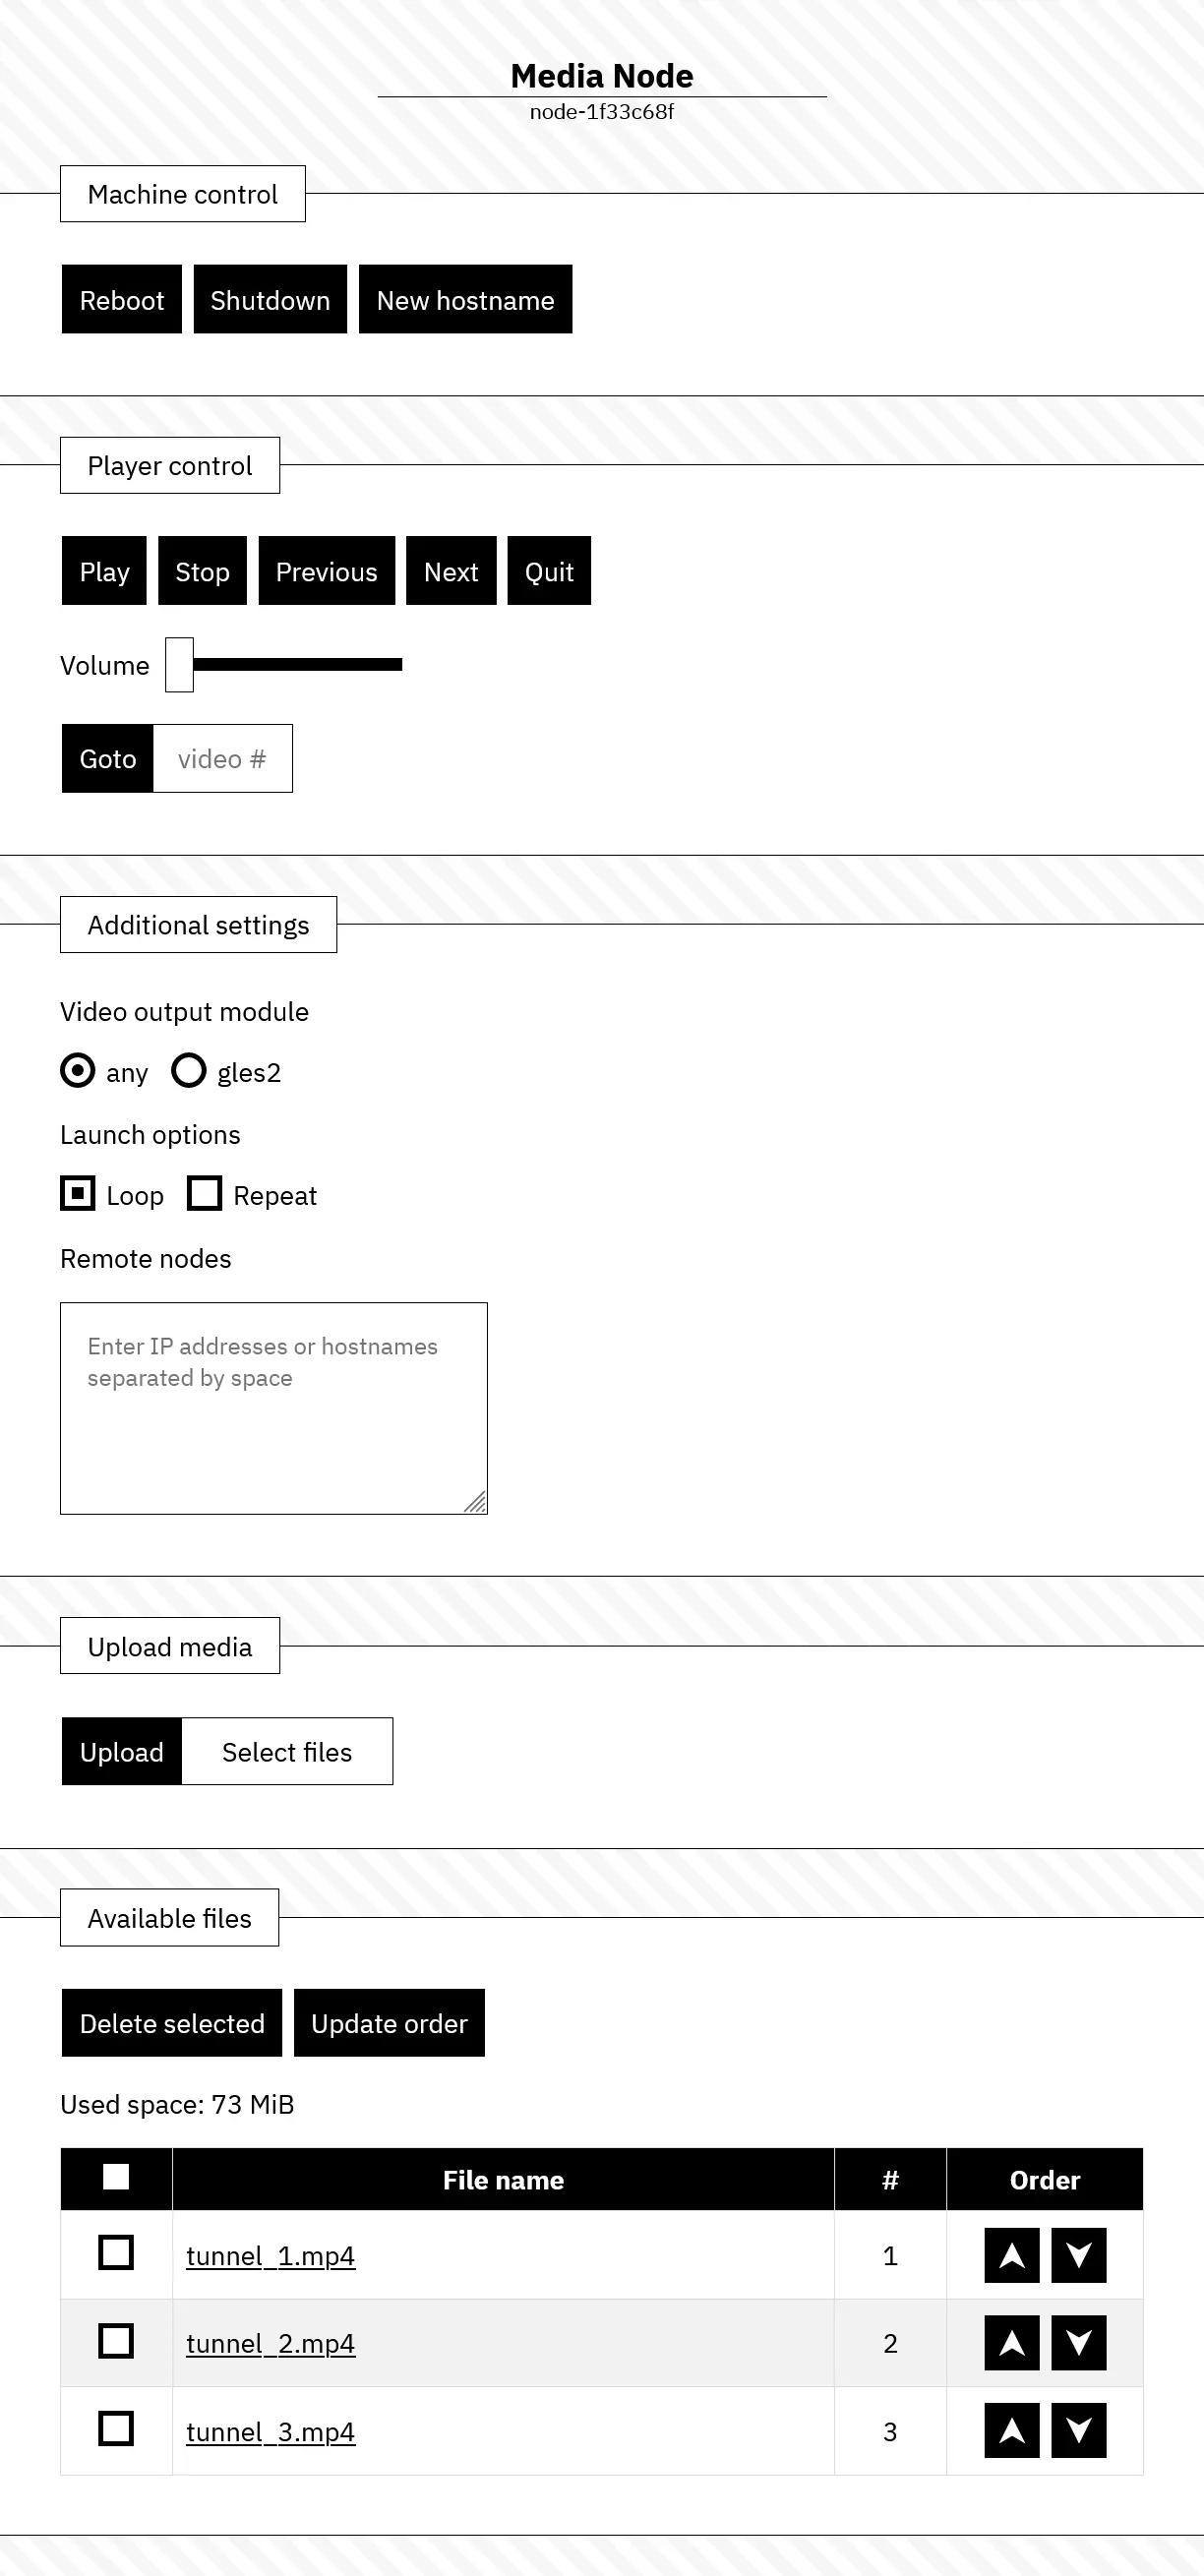 Media Node
node-1f33c68f
Machine control
Reboot Shutdown New hostname
Player control
Play Stop Previous Next Quit
Volume
Goto video #
Additional settings
Video output module
any gles2
Launch options
Loop Repeat
Remote nodes
Enter IP addresses or hostnames
separated by space
Upload media
Upload Select files
Available files
Delete selected Update order
Used space: 73 MiB
File name # Order
tunnel_1.mp4 1
tunnel_2.mp4 2
tunnel_3.mp4 3